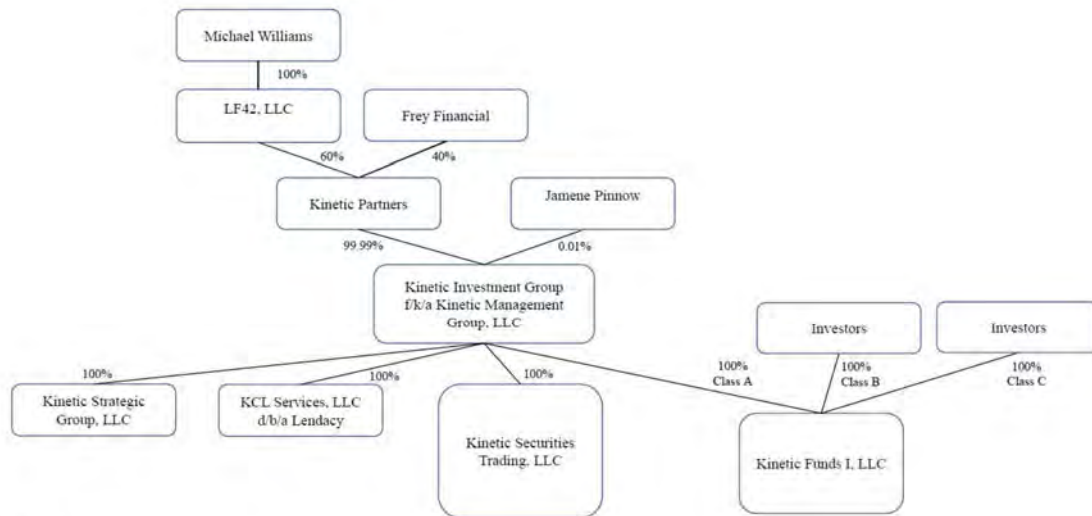 Michael Williams
100%
LF42, LLC
Frey Financial
60%
40%
Kinetic Partners
Jamene Pinnow
99.99%
0.01%
Kinetic Investment Group
f/k/a Kinetic Management
Group, LLC
Investors
Investors
100%
100%
100%
100%
Class A
100%
Class B
100%
Class C
Kinetic Strategic
Group, LLC
KCL Services, LLC
d/b/a Lendacy
Kinetic Securities
Trading, LLC
Kinetic Funds I, LLC